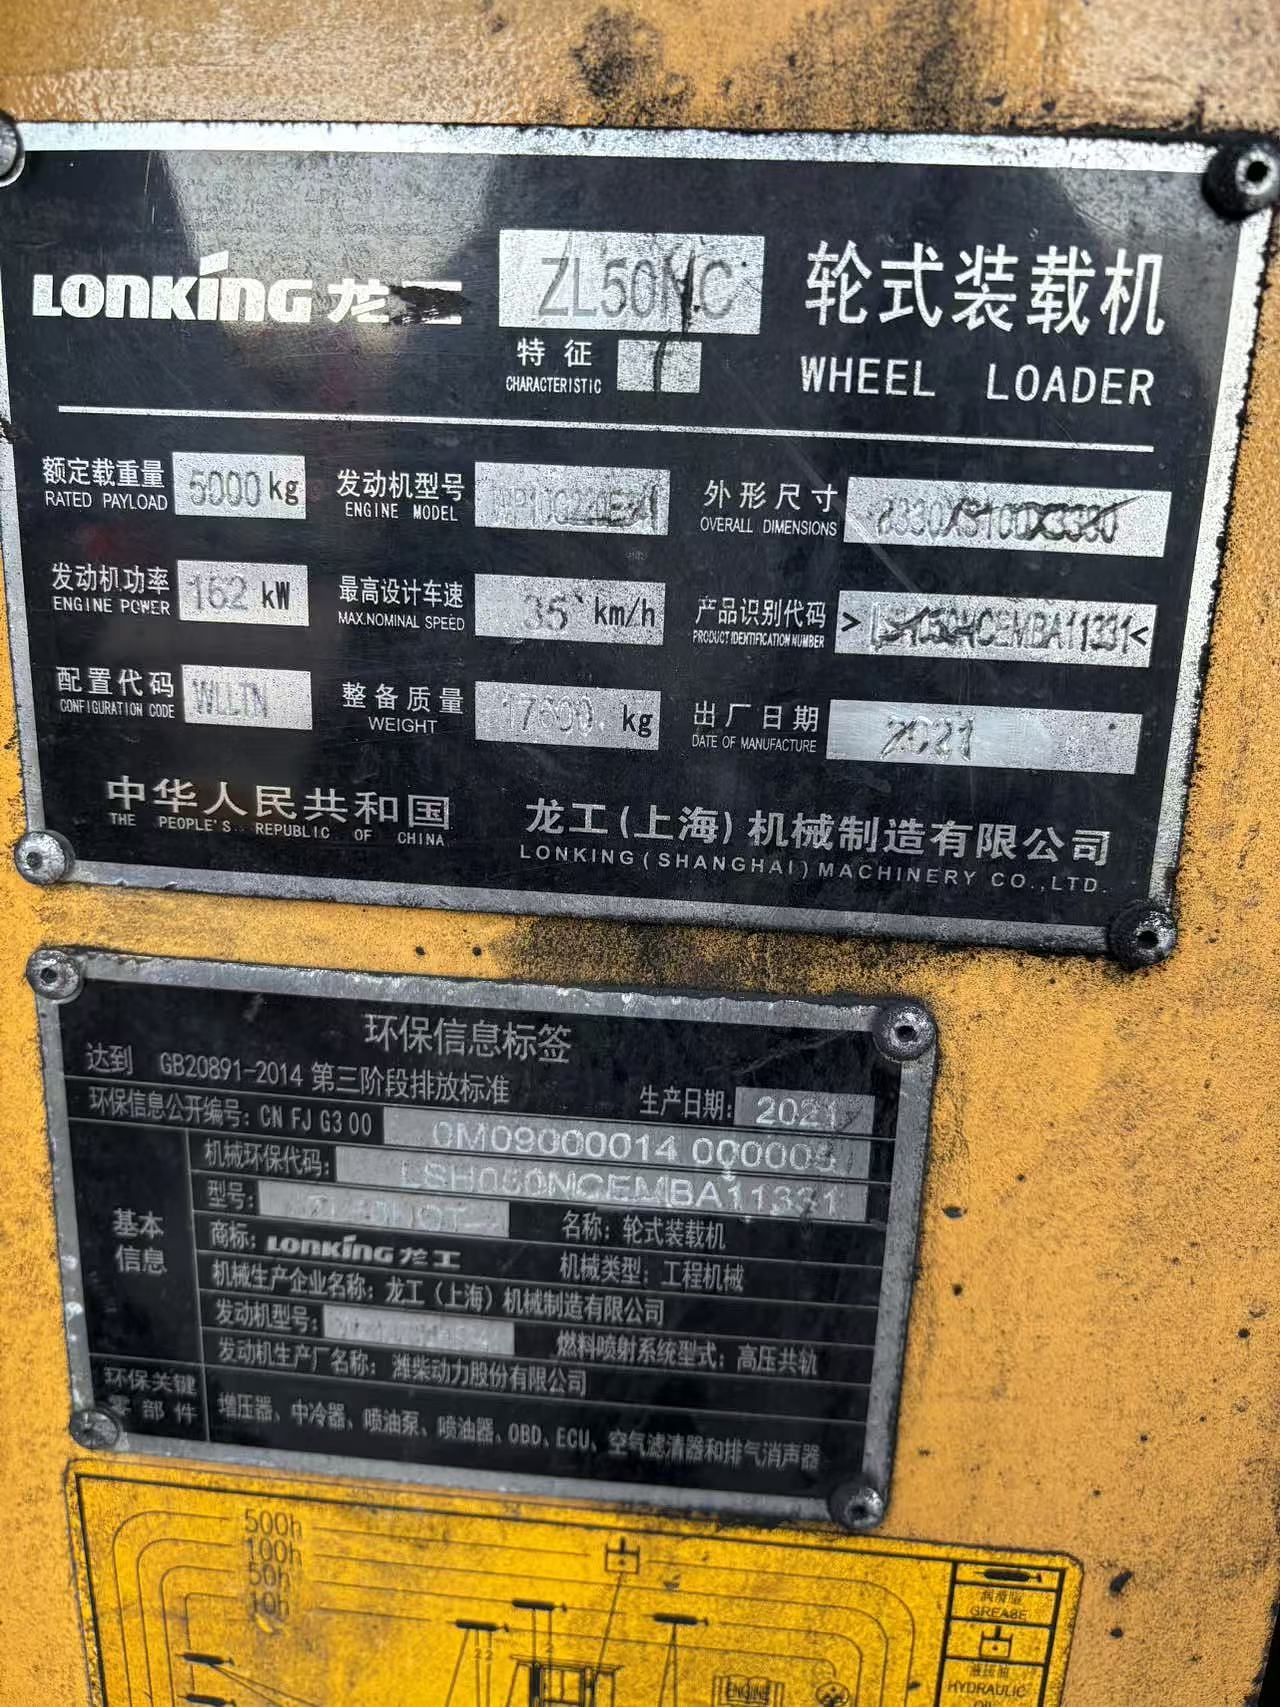 LONKING 龙工 ZL50NC 轮式装载机
特征 CHARACTERISTIC T WHEEL LOADER
额定载重量 RATED PAYLOAD 5000 kg 发动机型号 ENGINE MODEL 外形尺寸 OVERALL DIMENSIONS
发动机功率 ENGINE POWER 162 kW 最高设计车速 MAX.NOMINAL SPEED 35 km/h 产品识别代码 PRODUCT IDENTIFICATION NUMBER > LSH050NCEMBA11331 <
配置代码 CONFIGURATION CODE WLLTN 整备质量 WEIGHT 17600 kg 出厂日期 DATE OF MANUFACTURE 2021
中华人民共和国 龙工(上海)机械制造有限公司
THE PEOPLE'S REPUBLIC OF CHINA LONKING(SHANGHAI)MACHINERY CO.,LTD.
环保信息标签
达到 GB20891-2014 第三阶段排放标准 生产日期: 2021
环保信息公开编号: CN FJ G3 00 0M09000014 000005
基本信息
机械环保代码: LSH050NCEMBA11331
型号: 名称: 轮式装载机
商标: LONKING 龙工 机械类型: 工程机械
机械生产企业名称: 龙工(上海)机械制造有限公司
发动机型号: 燃料喷射系统型式: 高压共轨
发动机生产厂名称: 潍柴动力股份有限公司
环保关键零部件 增压器、中冷器、喷油泵、喷油器、OBD、ECU、空气滤清器和排气消声器
500h
100h
50h
10h
润滑脂
GREASE
液压油
HYDRAULIC
OIL
ENGINE